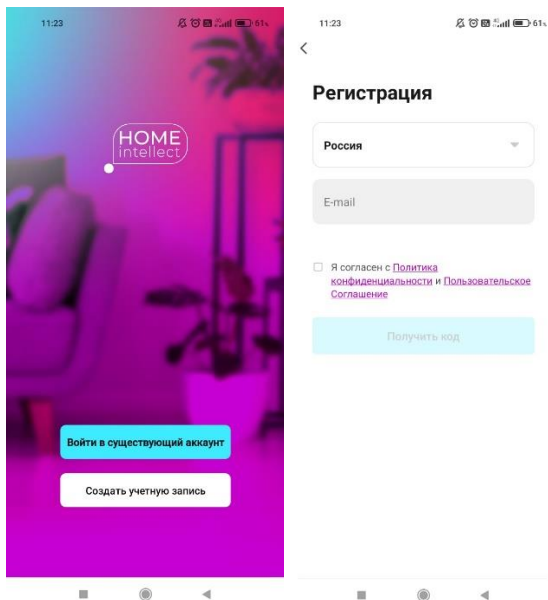 11:23
61%
HOME
intellect
Войти в существующий аккаунт
Создать учетную запись
11:23
61%
Регистрация
Россия
E-mail
Я согласен с Политика
конфиденциальности и Пользовательское
Соглашение
Получить код